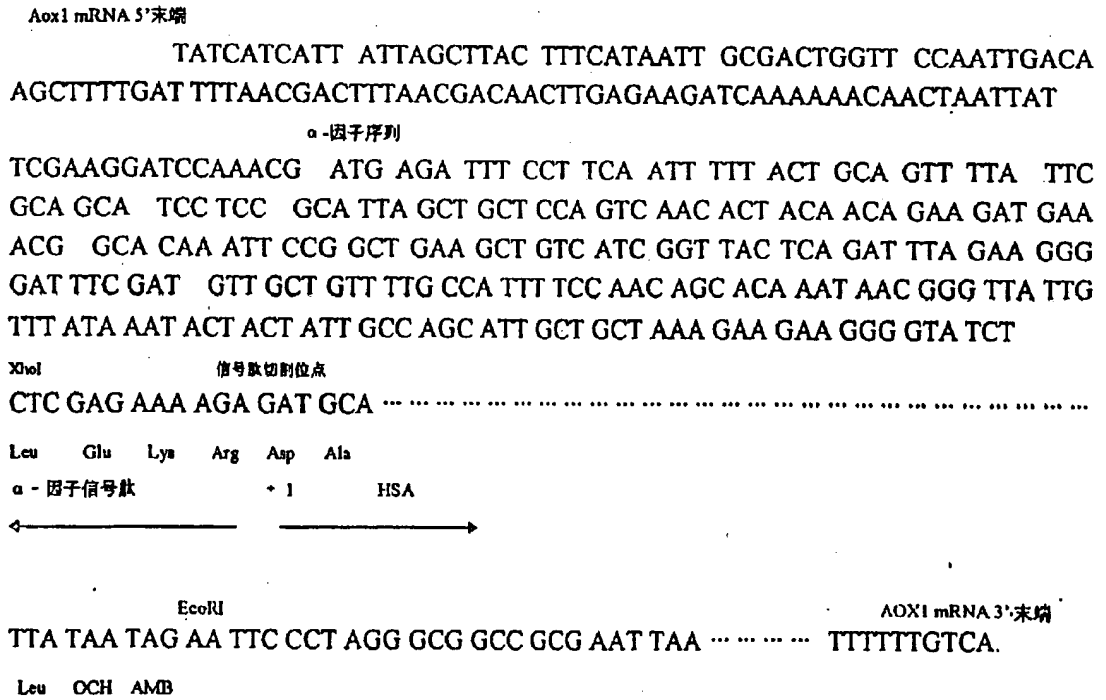 Aox1 mRNA 5’末端
TATCATCATT ATTAGCTTAC TTTCATAATT GCGACTGGTT CCAATTGACA
AGCTTTTGAT TTTAACGACTTTAACGACAACTTGAGAAGATCAAAAAACAACTAATTAT
α-因子序列
TCGAAGGATCCAAACG ATG AGA TTT CCT TCA ATT TTT ACT GCA GTT TTA TTC
GCA GCA TCC TCC GCA TTA GCT GCT CCA GTC AAC ACT ACA ACA GAA GAT GAA
ACG GCA CAA ATT CCG GCT GAA GCT GTC ATC GGT TAC TCA GAT TTA GAA GGG
GAT TTC GAT GTT GCT GTT TTG CCA TTT TCC AAC AGC ACA AAT AAC GGG TTA TTG
TTT ATA AAT ACT ACT ATT GCC AGC ATT GCT GCT AAA GAA GAA GGG GTA TCT
XhoI 信号肽切割位点
CTC GAG AAA AGA GAT GCA ... ... ... ... ... ... ... ... ... ... ... ... ... ... ... ... ... ... ... ... ... ... ... ... ... ... ...
Leu Glu Lys Arg Asp Ala
α - 因子信号肽 + 1 HSA
EcoRI AOX1 mRNA 3’末端
TTA TAA TAG AA TTC CCT AGG GCG GCC GCG AAT TAA ... ... ... ... TTTTTTGTCA.
Leu OCH AMB